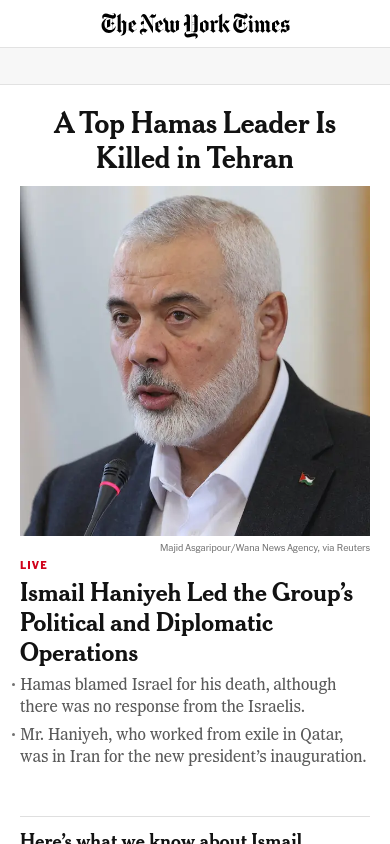 The New York Times
A Top Hamas Leader Is
Killed in Tehran
Majid Asgaripour/Wana News Agency, via Reuters
LIVE
Ismail Haniyeh Led the Group’s
Political and Diplomatic
Operations
· Hamas blamed Israel for his death, although
there was no response from the Israelis.
· Mr. Haniyeh, who worked from exile in Qatar,
was in Iran for the new president’s inauguration.
Here’s what we know about Ismail